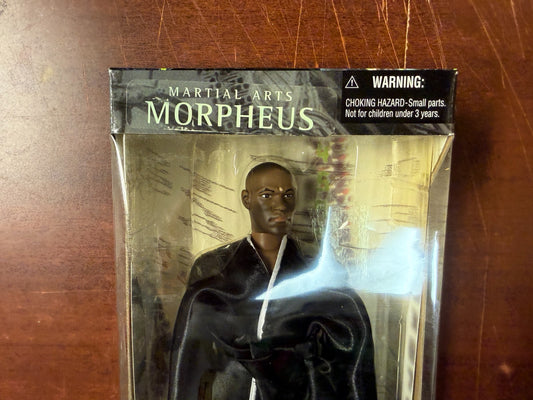 MARTIAL ARTS
MORPHEUS
WARNING:
CHOKING HAZARD-Small parts.
Not for children under 3 years.